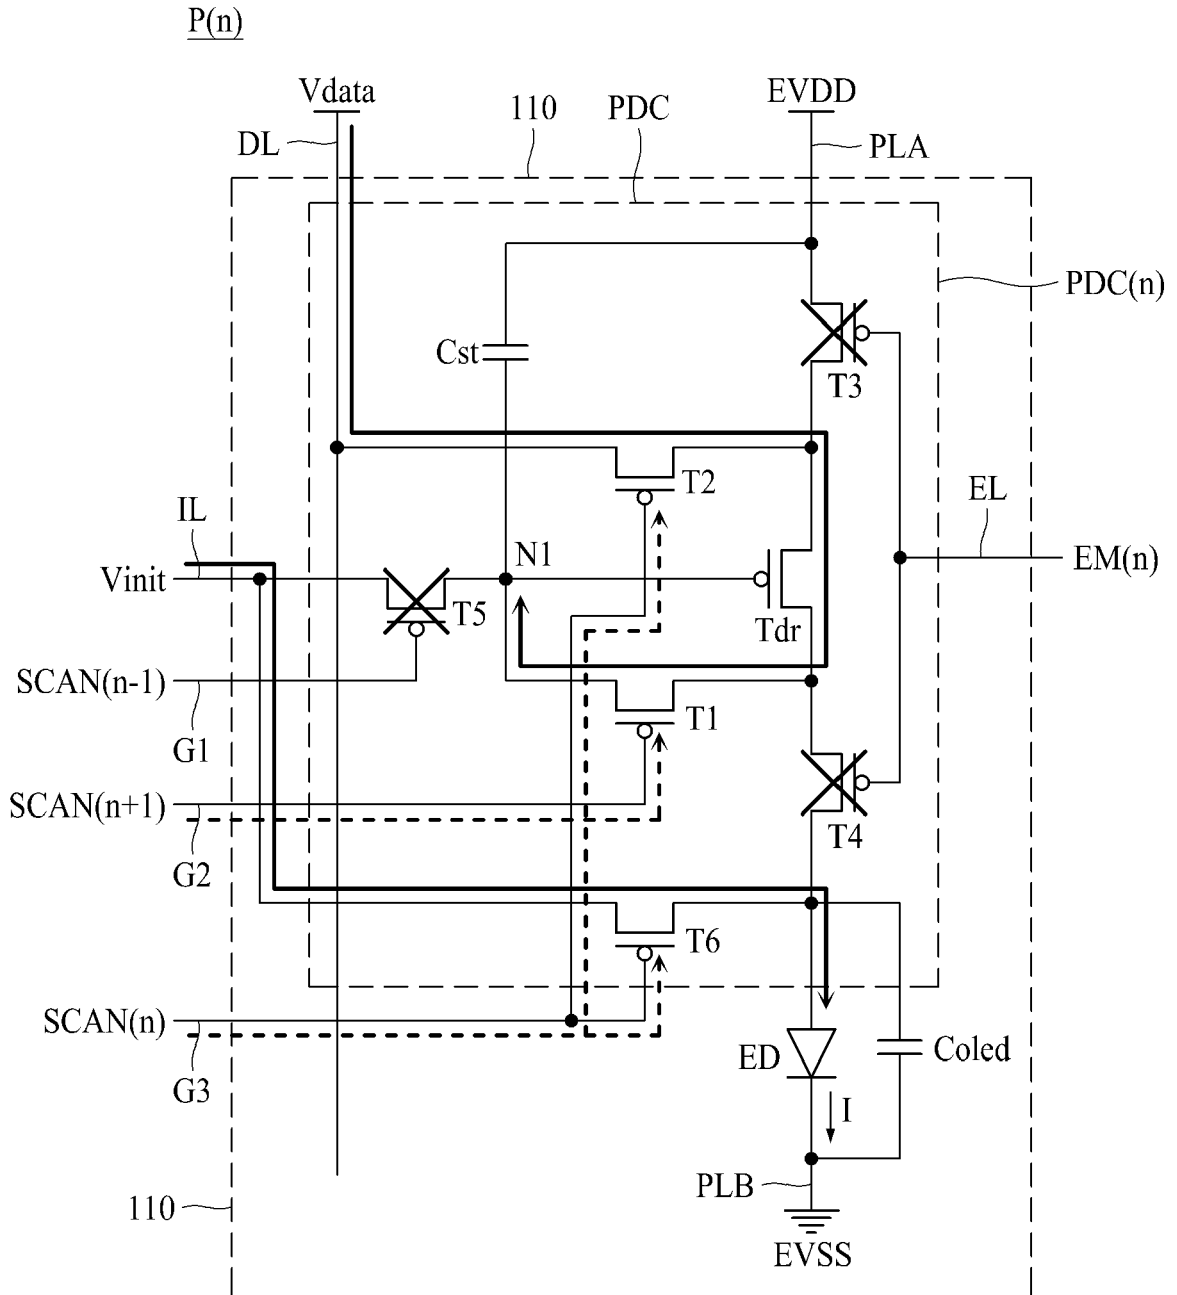 P(n)
Vdata
EVDD
110
PDC
DL
PLA
PDC(n)
Cst
T3
T2
IL
EL
N1
Vinit
EM(n)
T5
Tdr
SCAN(n-1)
T1
G1
SCAN(n+1)
T4
G2
T6
SCAN(n)
ED
Coled
G3
I
PLB
110
EVSS